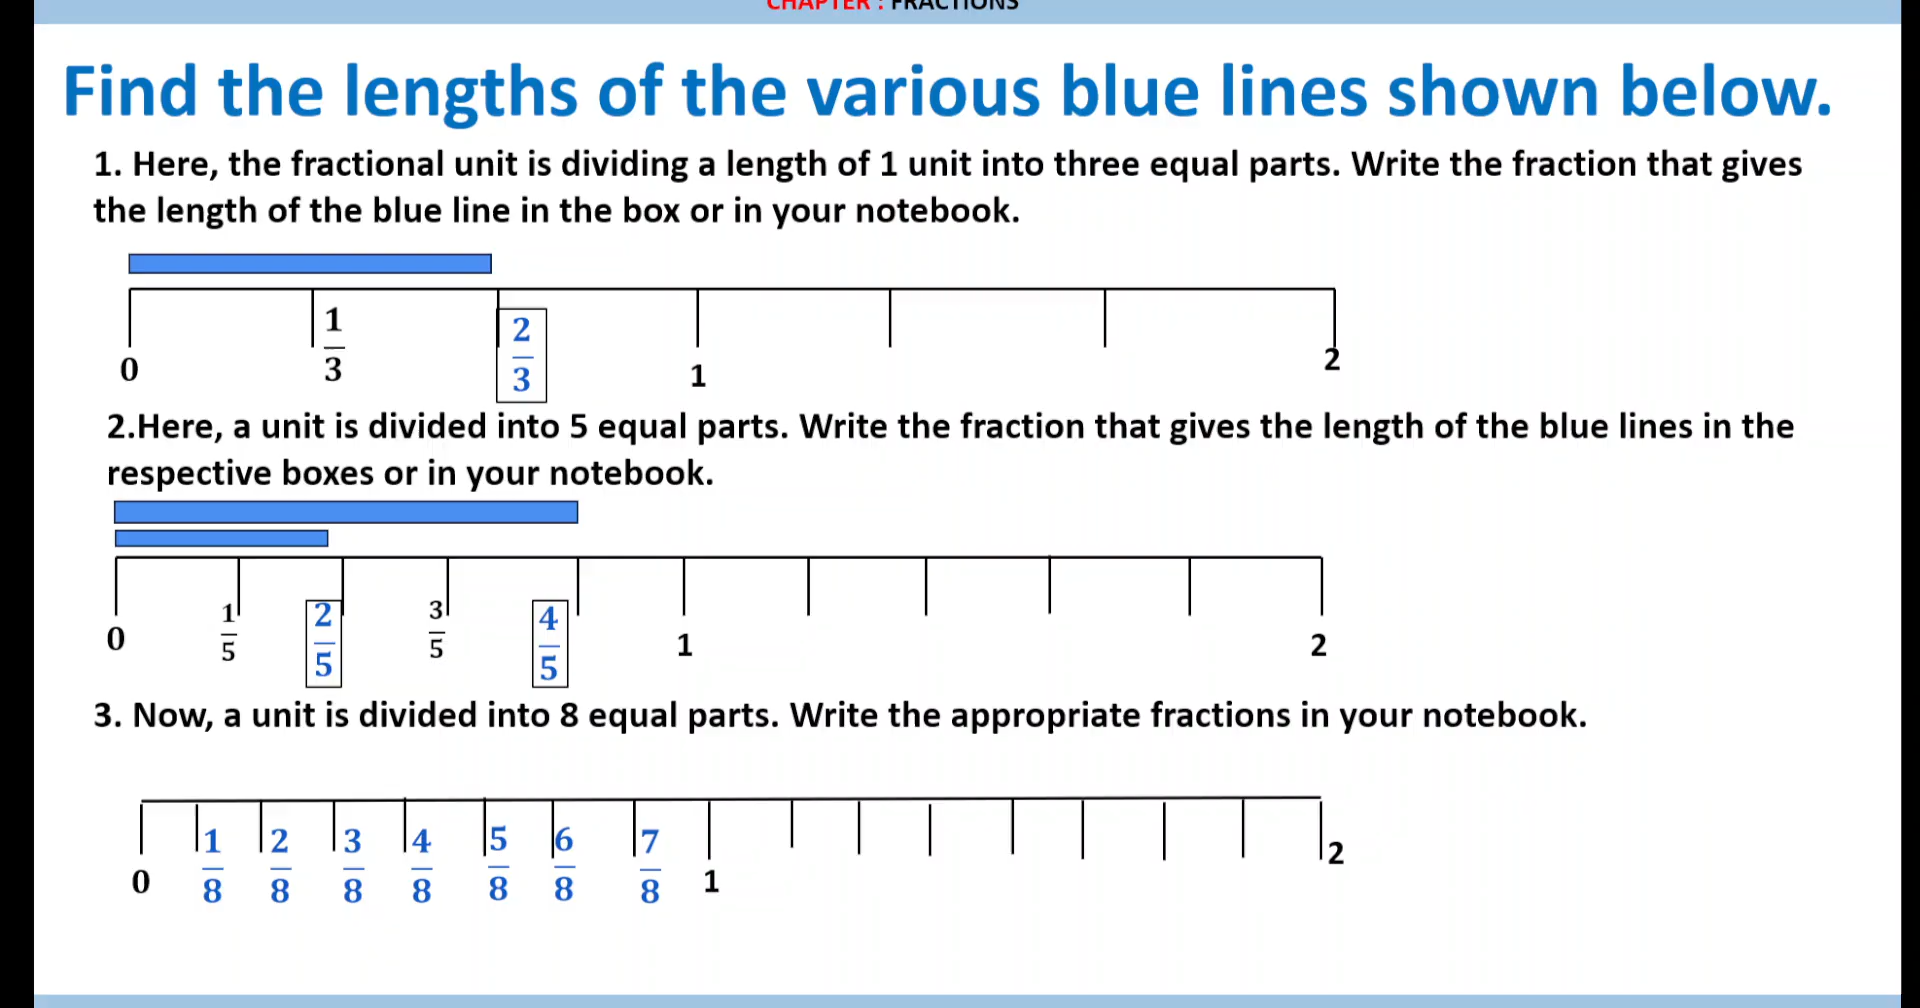 CHAPTER : FRACTIONS
Find the lengths of the various blue lines shown below.
1. Here, the fractional unit is dividing a length of 1 unit into three equal parts. Write the fraction that gives
the length of the blue line in the box or in your notebook.
0 1/3 2/3 1 2
2.Here, a unit is divided into 5 equal parts. Write the fraction that gives the length of the blue lines in the
respective boxes or in your notebook.
0 1/5 2/5 3/5 4/5 1 2
3. Now, a unit is divided into 8 equal parts. Write the appropriate fractions in your notebook.
0 1/8 2/8 3/8 4/8 5/8 6/8 7/8 1 2